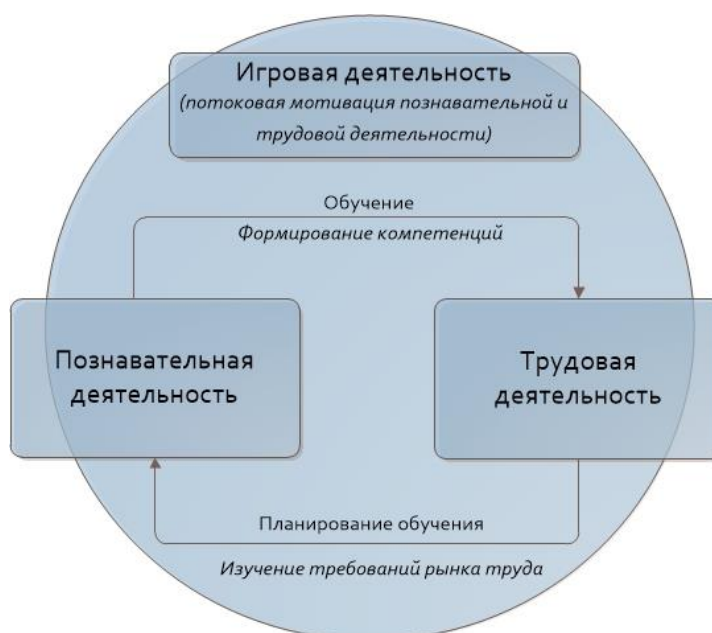 Игровая деятельность
(потоковая мотивация познавательной и
трудовой деятельности)
Обучение
Формирование компетенций
Познавательная
деятельность
Трудовая
деятельность
Планирование обучения
Изучение требований рынка труда